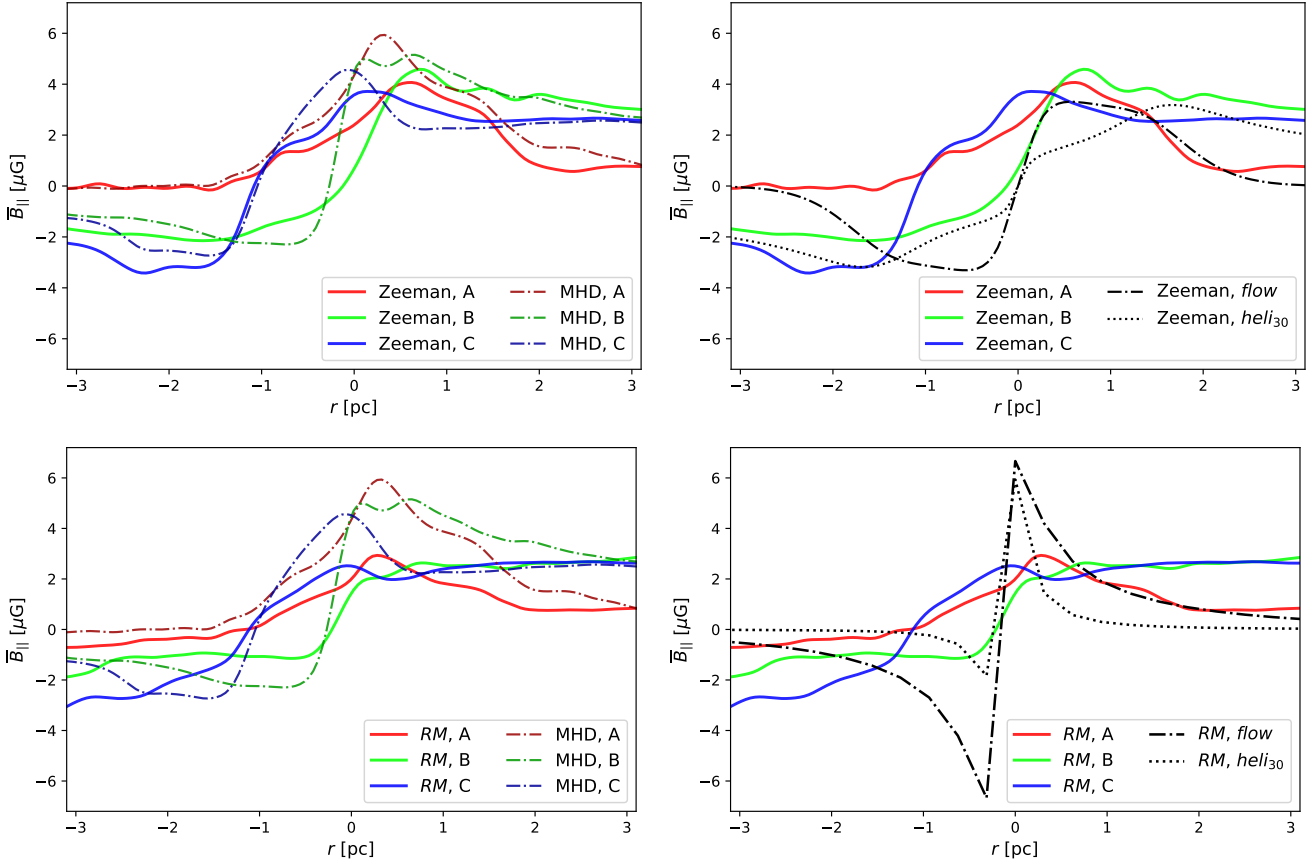 6
4
2
0
−2
−4
−6
B̅|| [μG]
Zeeman, A
Zeeman, B
Zeeman, C
MHD, A
MHD, B
MHD, C
−3 −2 −1 0 1 2 3
r [pc]
6
4
2
0
−2
−4
−6
B̅|| [μG]
Zeeman, A
Zeeman, B
Zeeman, C
Zeeman, flow
Zeeman, heli₃₀
−3 −2 −1 0 1 2 3
r [pc]
6
4
2
0
−2
−4
−6
B̅|| [μG]
RM, A
RM, B
RM, C
MHD, A
MHD, B
MHD, C
−3 −2 −1 0 1 2 3
r [pc]
6
4
2
0
−2
−4
−6
B̅|| [μG]
RM, A
RM, B
RM, C
RM, flow
RM, heli₃₀
−3 −2 −1 0 1 2 3
r [pc]